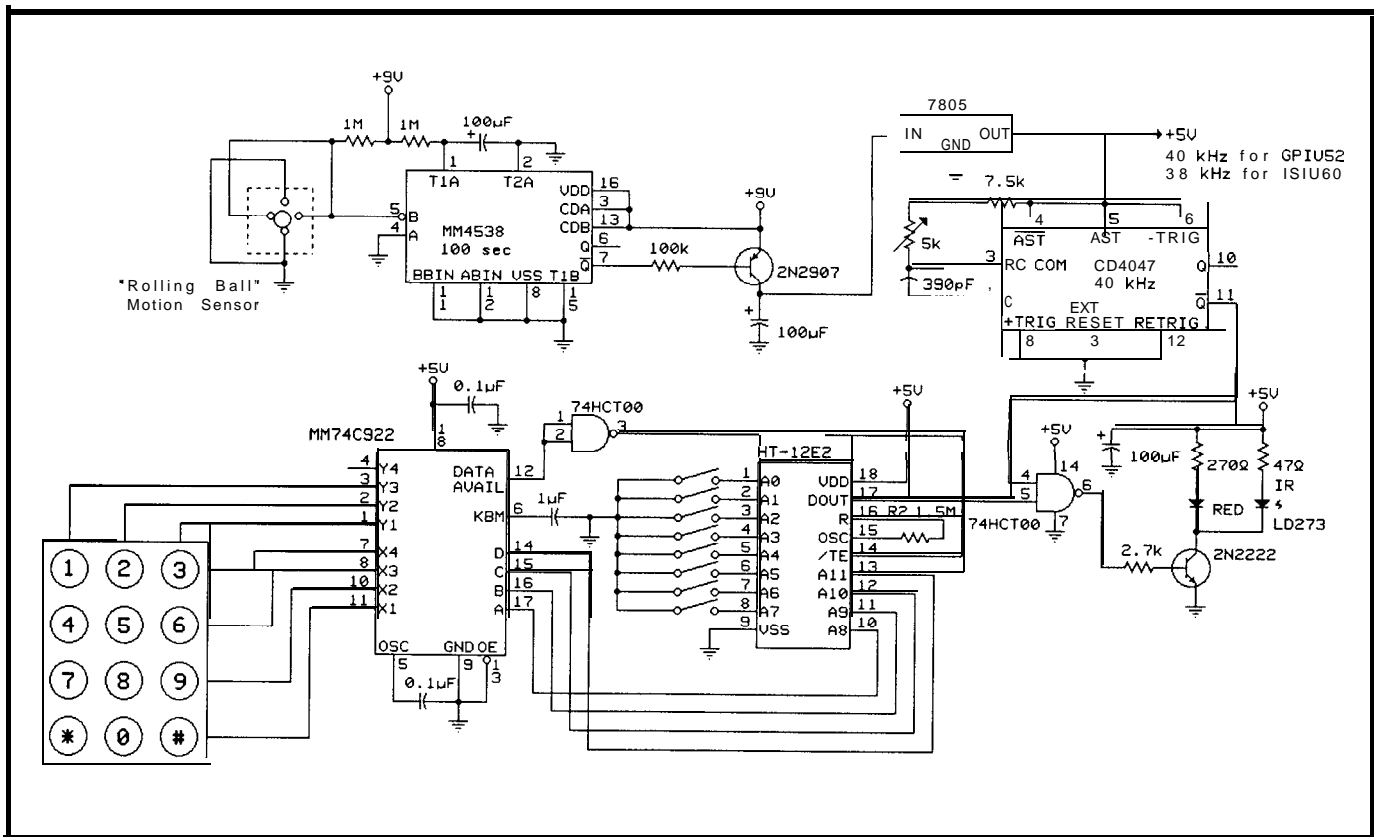 +9V
1M
1M
100µF
+
1
2
T1A
T2A
VDD
16
CDA
3
CDB
13
Q
6
Q
7
5
B
4
A
MM4538
100 sec
BBIN ABIN VSS T1B
1
1
1
2
8
1
5
"Rolling Ball"
Motion Sensor
100k
+9V
2N2907
+
100µF
7805
IN
OUT
GND
+5V
40 kHz for GPIU52
38 kHz for ISIU60
7.5k
5k
390pF
4
5
6
AST
AST
-TRIG
3
RC COM
CD4047
40 kHz
Q
10
Q
11
C
EXT
+TRIG RESET RETRIG
8
3
12
+5V
0.1µF
MM74C922
1
8
4
Y4
3
Y3
2
Y2
1
Y1
7
X4
8
X3
10
X2
11
X1
DATA
AVAIL
12
KBM
6
1µF
D
14
C
15
B
16
A
17
OSC
GND
OE
5
9
1
3
0.1µF
1
2
3
4
5
6
7
8
9
*
0
#
74HCT00
1
2
3
HT-12E2
1
A0
2
A1
3
A2
4
A3
5
A4
6
A5
7
A6
8
A7
9
VSS
VDD
18
DOUT
17
R
16
R2 1.5M
OSC
15
/TE
14
A11
13
A10
12
A9
11
A8
10
+5V
+5V
4
5
14
6
7
74HCT00
+5V
+
100µF
270Ω
47Ω
IR
RED
LD273
2.7k
2N2222